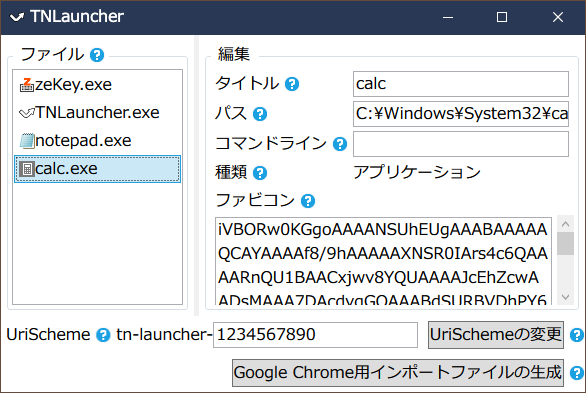 TNLauncher
ファイル
zeKey.exe
TNLauncher.exe
notepad.exe
calc.exe
編集
タイトル calc
パス C:¥Windows¥System32¥ca
コマンドライン
種類 アプリケーション
ファビコン
iVBORw0KGgoAAAANSUhEUgAAABAAAAA
QCAYAAAAf8/9hAAAAAXNSR0IArs4c6QAA
AARnQU1BAACxjwv8YQUAAAAJcEhZcwA
ADsMAAA7DAcdvqGQAAABdSURBVDhPY6
UriScheme tn-launcher-1234567890 UriSchemeの変更
Google Chrome用インポートファイルの生成